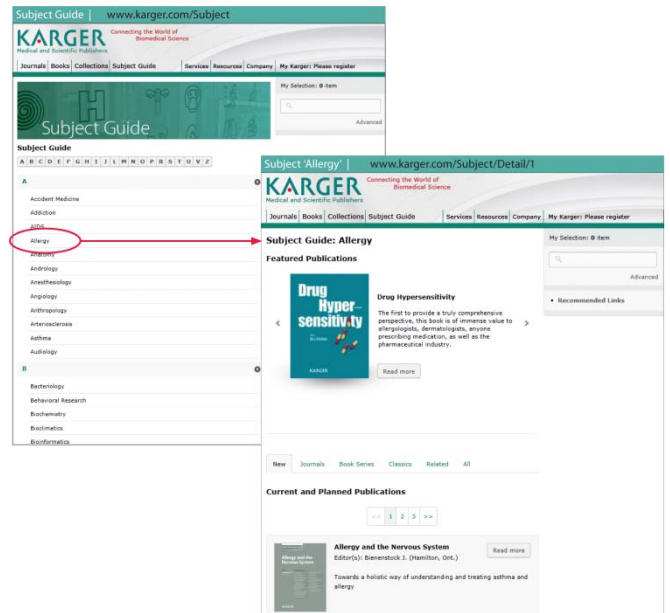 Subject Guide | www.karger.com/Subject
KARGER
Medical and Scientific Publishers
Connecting the World of
Biomedical Science
Journals Books Collections Subject Guide Services Resources Company My Karger: Please register
My Selection: 0 item
Advanced
Subject Guide
Subject Guide
A B C D E F G H I J L M N O P R S T U V Z
A
Accident Medicine
Addiction
AIDS
Allergy
Anatomy
Andrology
Anesthesiology
Angiology
Anthropology
Arteriosclerosis
Asthma
Audiology
B
Bacteriology
Behavioral Research
Biochemistry
Bioclimatics
Bioinformatics
Subject 'Allergy' | www.karger.com/Subject/Detail/1
KARGER
Medical and Scientific Publishers
Connecting the World of
Biomedical Science
Journals Books Collections Subject Guide Services Resources Company My Karger: Please register
My Selection: 0 item
Advanced
• Recommended Links
Subject Guide: Allergy
Featured Publications
Drug
Hyper-
sensitivity
KARGER
Drug Hypersensitivity
The first to provide a truly comprehensive
perspective, this book is of immense value to
allergologists, dermatologists, anyone
prescribing medication, as well as the
pharmaceutical industry.
Read more
New Journals Book Series Classics Related All
Current and Planned Publications
<< 1 2 3 >>
Allergy and the
Nervous System
Allergy and the Nervous System
Editor(s): Bienenstock J. (Hamilton, Ont.)
Read more
Towards a holistic way of understanding and treating asthma and
allergy